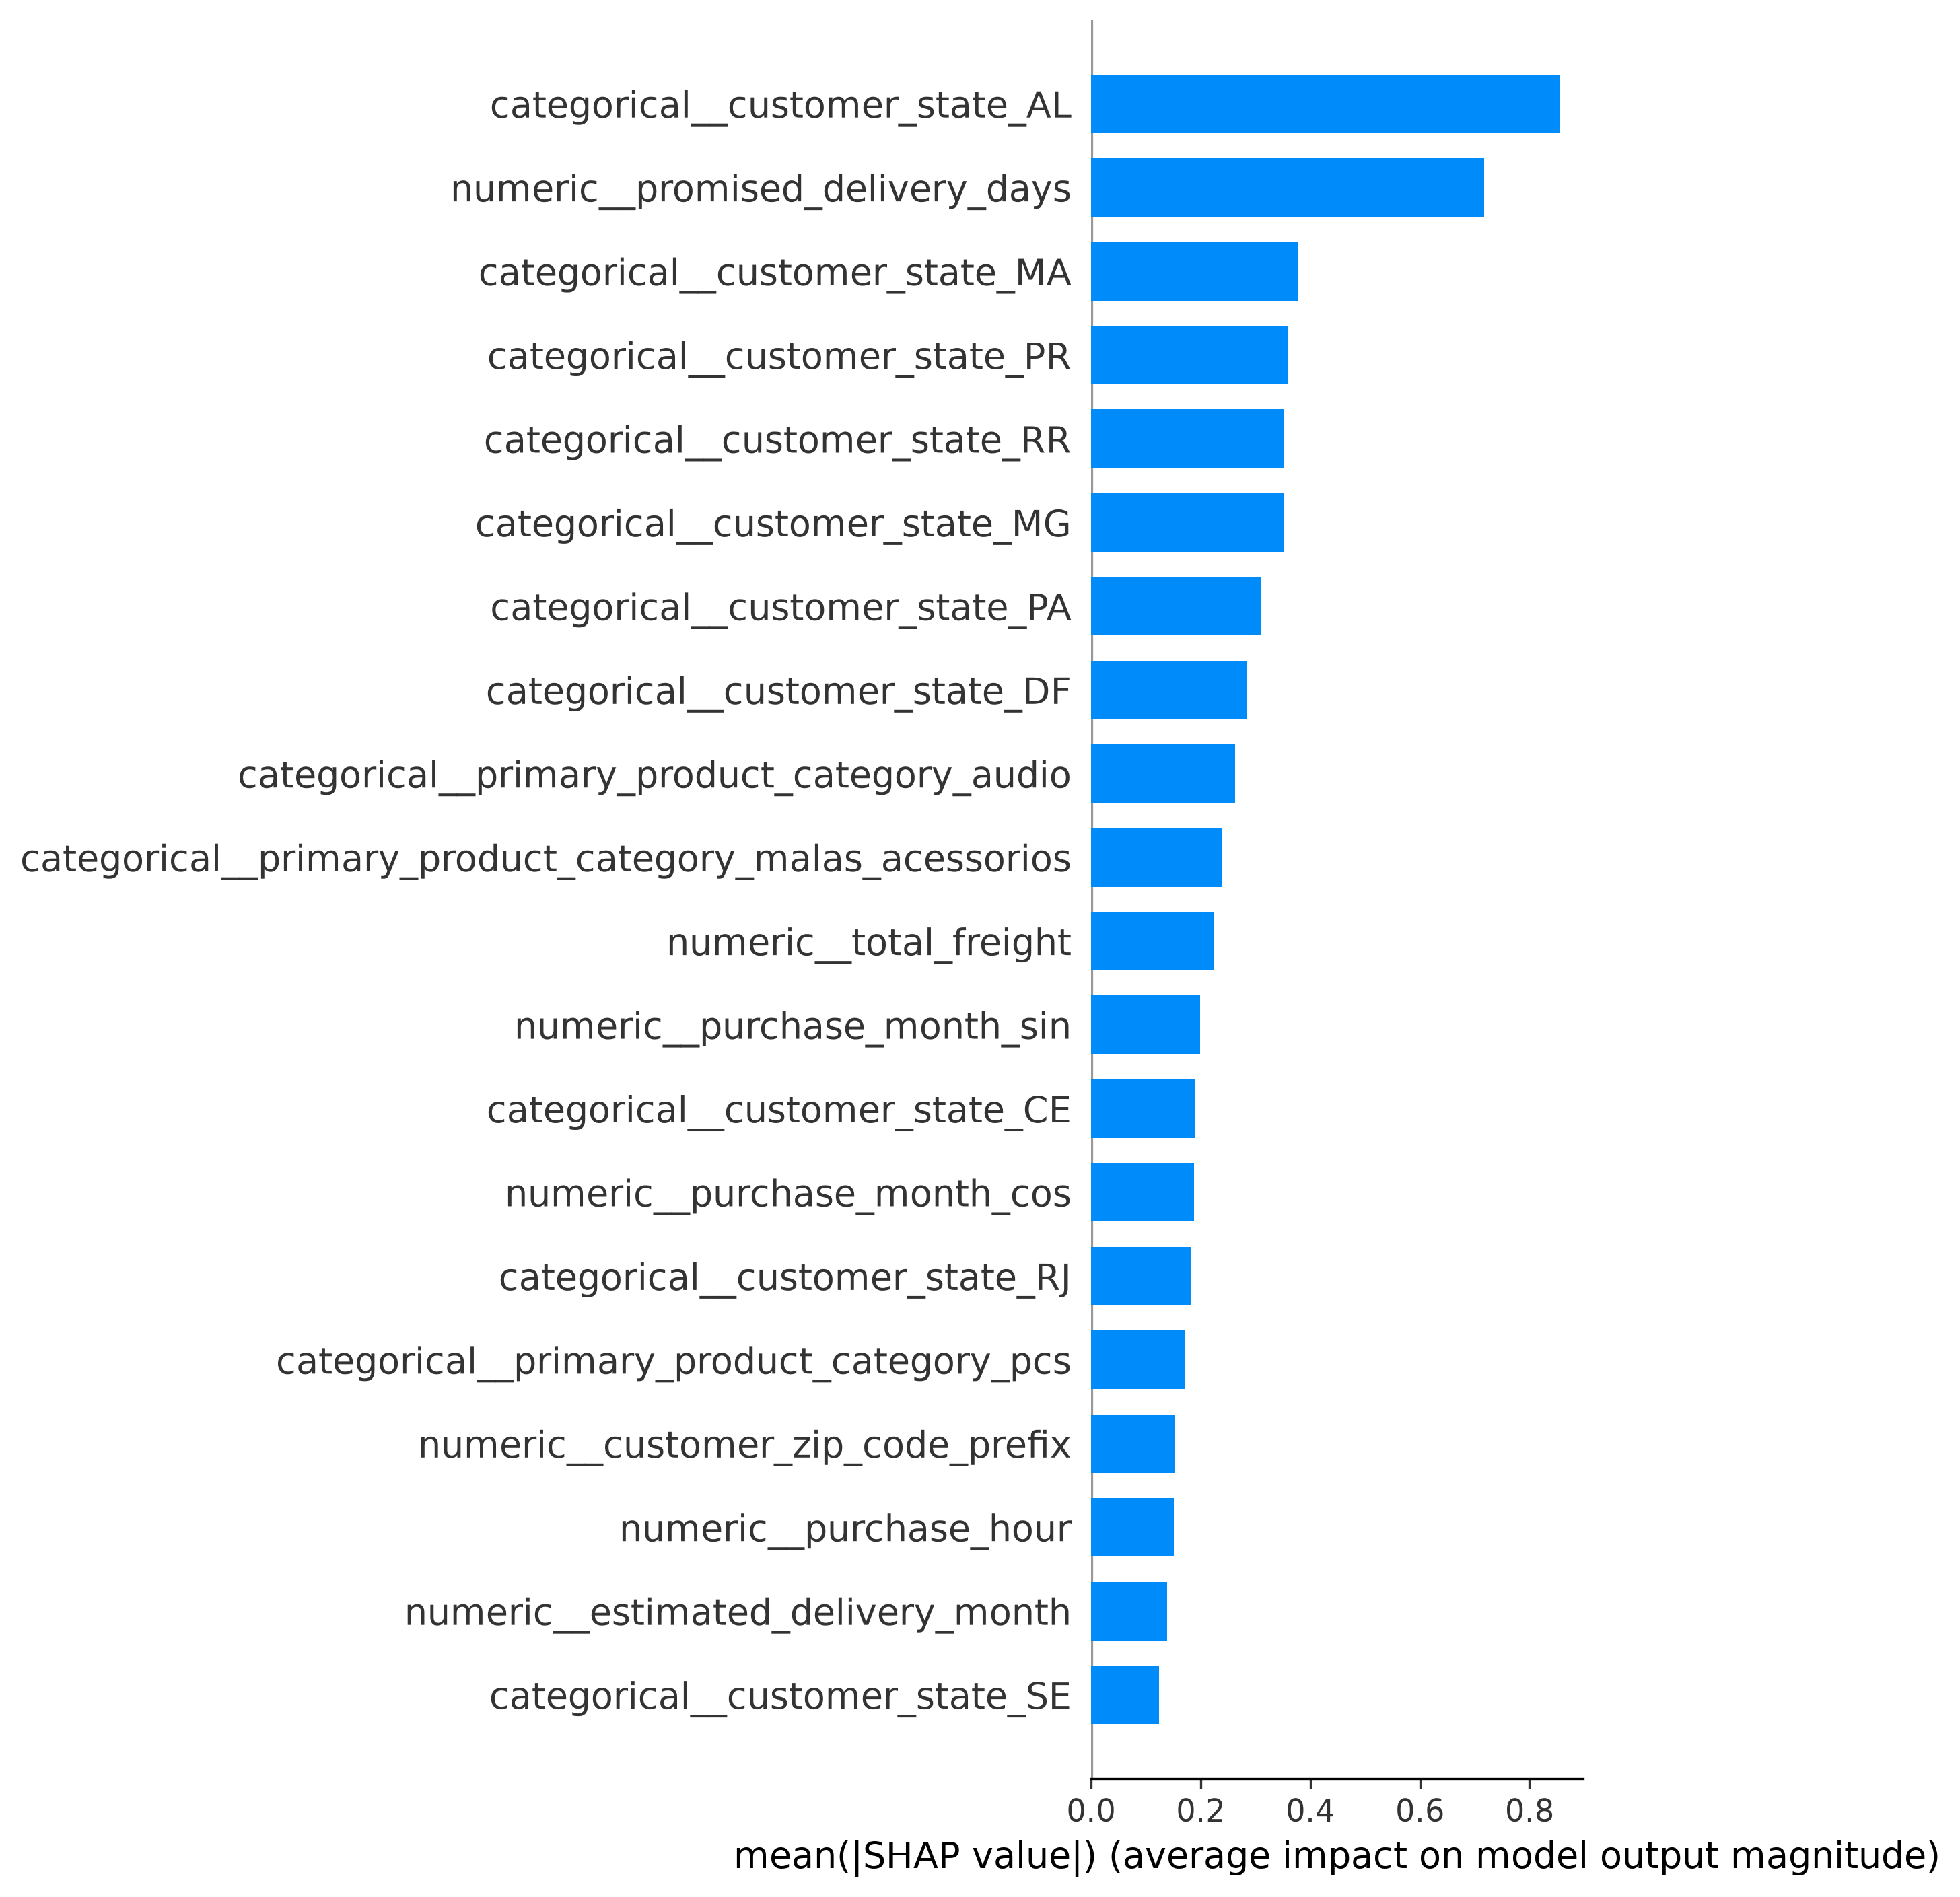 categorical__customer_state_AL
numeric__promised_delivery_days
categorical__customer_state_MA
categorical__customer_state_PR
categorical__customer_state_RR
categorical__customer_state_MG
categorical__customer_state_PA
categorical__customer_state_DF
categorical__primary_product_category_audio
categorical__primary_product_category_malas_acessorios
numeric__total_freight
numeric__purchase_month_sin
categorical__customer_state_CE
numeric__purchase_month_cos
categorical__customer_state_RJ
categorical__primary_product_category_pcs
numeric__customer_zip_code_prefix
numeric__purchase_hour
numeric__estimated_delivery_month
categorical__customer_state_SE
0.0 0.2 0.4 0.6 0.8
mean(|SHAP value|) (average impact on model output magnitude)